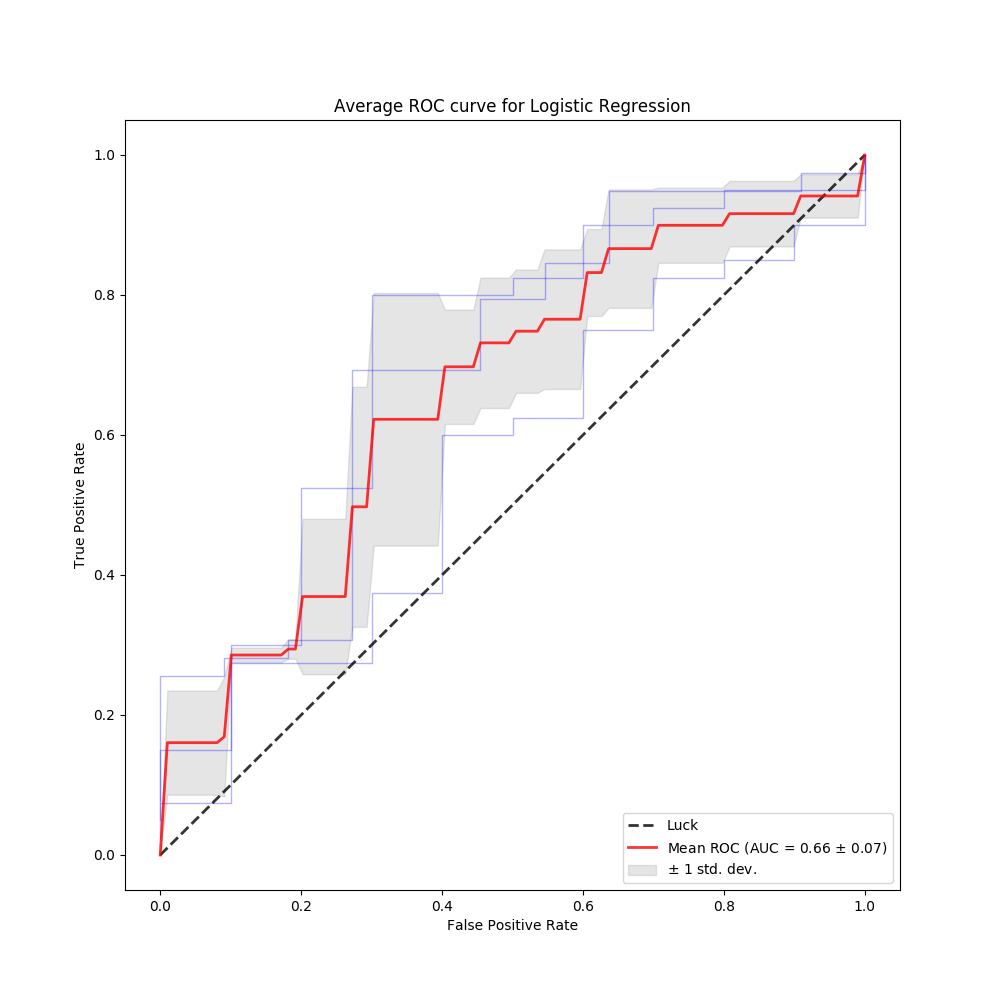 Average ROC curve for Logistic Regression
True Positive Rate
1.0
0.8
0.6
0.4
0.2
0.0
Luck
Mean ROC (AUC = 0.66 ± 0.07)
± 1 std. dev.
0.0 0.2 0.4 0.6 0.8 1.0
False Positive Rate